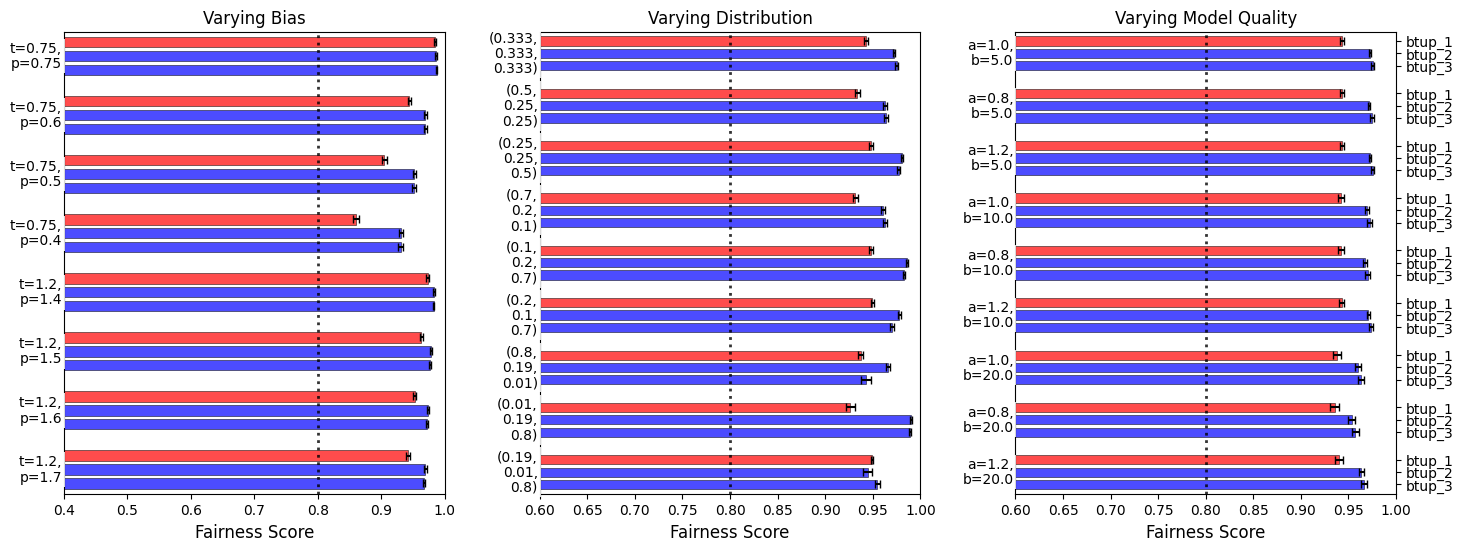 Varying Bias
t=0.75,
p=0.75
t=0.75,
p=0.6
t=0.75,
p=0.5
t=0.75,
p=0.4
t=1.2,
p=1.4
t=1.2,
p=1.5
t=1.2,
p=1.6
t=1.2,
p=1.7
0.4 0.5 0.6 0.7 0.8 0.9 1.0
Fairness Score
Varying Distribution
(0.333,
0.333,
0.333)
(0.5,
0.25,
0.25)
(0.25,
0.25,
0.5)
(0.7,
0.2,
0.1)
(0.1,
0.2,
0.7)
(0.2,
0.1,
0.7)
(0.8,
0.19,
0.01)
(0.01,
0.19,
0.8)
(0.19,
0.01,
0.8)
0.60 0.65 0.70 0.75 0.80 0.85 0.90 0.95 1.00
Fairness Score
Varying Model Quality
a=1.0,
b=5.0
a=0.8,
b=5.0
a=1.2,
b=5.0
a=1.0,
b=10.0
a=0.8,
b=10.0
a=1.2,
b=10.0
a=1.0,
b=20.0
a=0.8,
b=20.0
a=1.2,
b=20.0
btup_1
btup_2
btup_3
btup_1
btup_2
btup_3
btup_1
btup_2
btup_3
btup_1
btup_2
btup_3
btup_1
btup_2
btup_3
btup_1
btup_2
btup_3
btup_1
btup_2
btup_3
btup_1
btup_2
btup_3
btup_1
btup_2
btup_3
0.60 0.65 0.70 0.75 0.80 0.85 0.90 0.95 1.00
Fairness Score